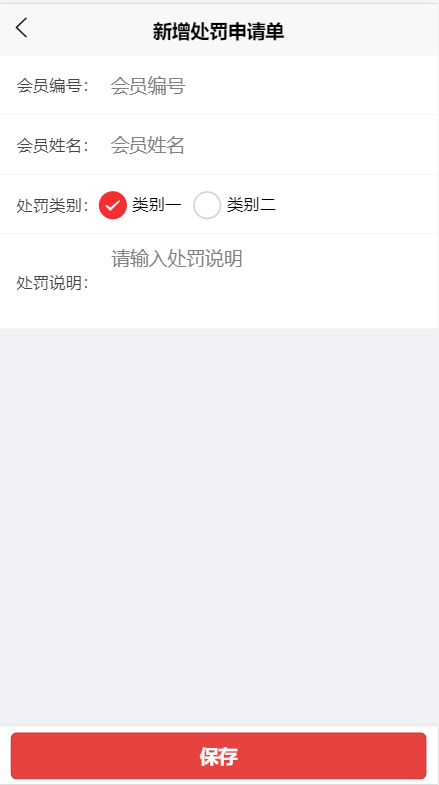 新增处罚申请单
会员编号： 会员编号
会员姓名： 会员姓名
处罚类别： 类别一 类别二
请输入处罚说明
处罚说明：
保存